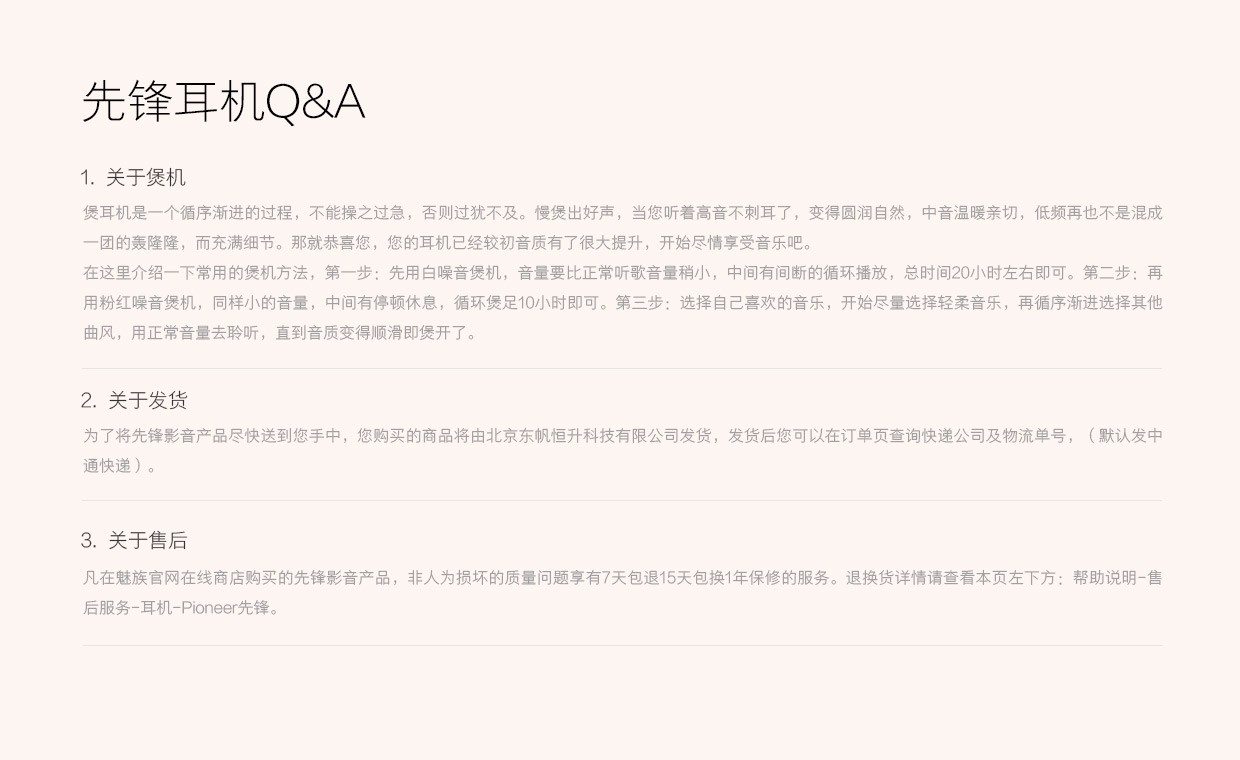 先锋耳机Q&A
1. 关于煲机
煲耳机是一个循序渐进的过程，不能操之过急，否则过犹不及。慢煲出好声，当您听着高音不刺耳了，变得圆润自然，中音温暖亲切，低频再也不是混成
一团的轰隆隆，而充满细节。那就恭喜您，您的耳机已经较初音质有了很大提升，开始尽情享受音乐吧。
在这里介绍一下常用的煲机方法，第一步：先用白噪音煲机，音量要比正常听歌音量稍小，中间有间断的循环播放，总时间20小时左右即可。第二步：再
用粉红噪音煲机，同样小的音量，中间有停顿休息，循环煲足10小时即可。第三步：选择自己喜欢的音乐，开始尽量选择轻柔音乐，再循序渐进选择其他
曲风，用正常音量去聆听，直到音质变得顺滑即煲开了。
2. 关于发货
为了将先锋影音产品尽快送到您手中，您购买的商品将由北京东帆恒升科技有限公司发货，发货后您可以在订单页查询快递公司及物流单号，（默认发中
通快递）。
3. 关于售后
凡在魅族官网在线商店购买的先锋影音产品，非人为损坏的质量问题享有7天包退15天包换1年保修的服务。退换货详情请查看本页左下方：帮助说明-售
后服务-耳机-Pioneer先锋。